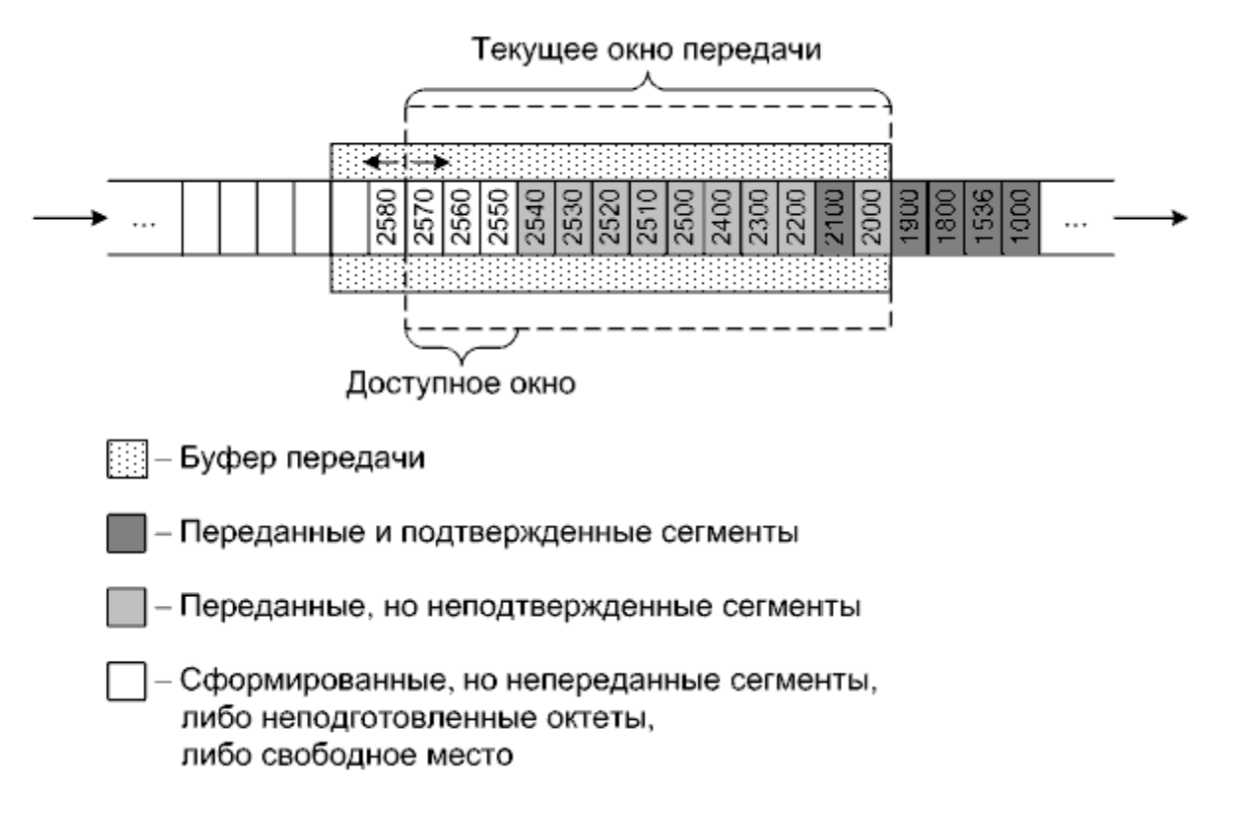 Текущее окно передачи
... 2580 2570 2560 2550 2540 2530 2520 2510 2500 2400 2300 2200 2100 2000 1900 1800 1536 1000 ...
Доступное окно
– Буфер передачи
– Переданные и подтвержденные сегменты
– Переданные, но неподтвержденные сегменты
– Сформированные, но непереданные сегменты,
либо неподготовленные октеты,
либо свободное место